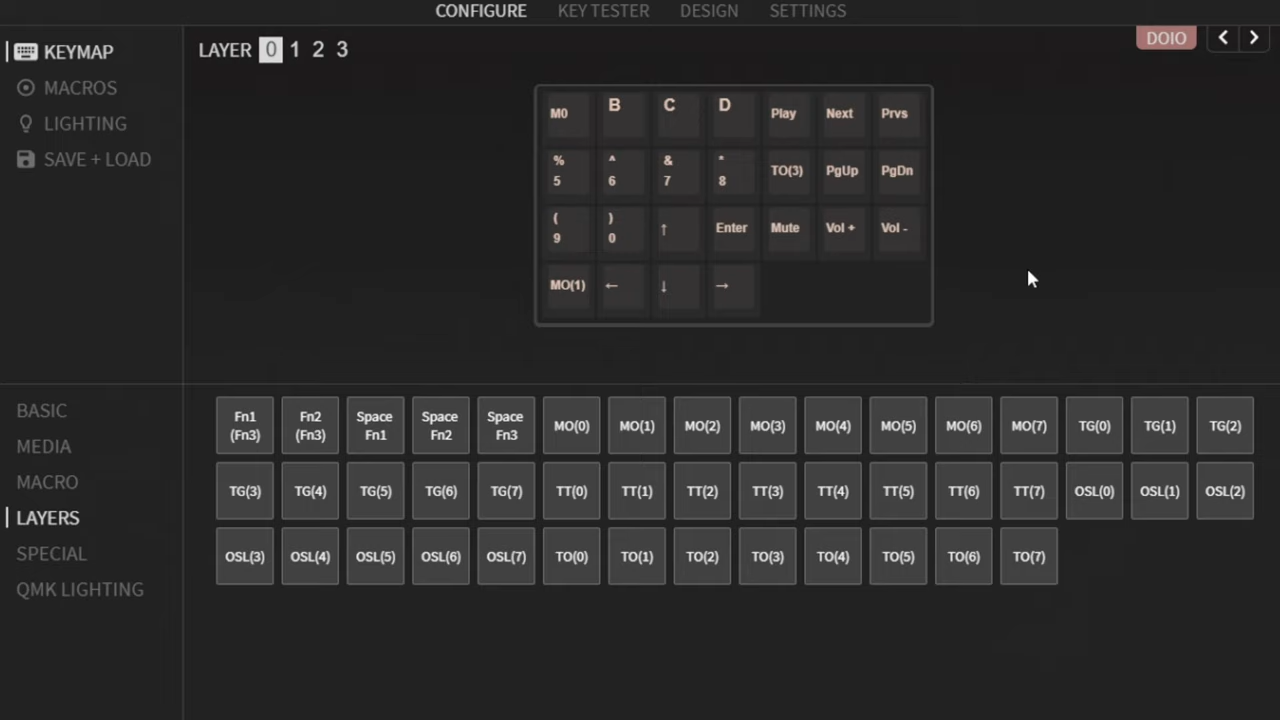 CONFIGURE KEY TESTER DESIGN SETTINGS
KEYMAP
MACROS
LIGHTING
SAVE + LOAD
LAYER 0 1 2 3
DOIO
M0 B C D Play Next Prvs
% ^ & *
5 6 7 8 TO(3) PgUp PgDn
( ) ↑ Enter Mute Vol + Vol -
9 0
MO(1) ← ↓ →
BASIC
MEDIA
MACRO
LAYERS
SPECIAL
QMK LIGHTING
Fn1 (Fn3) Fn2 (Fn3) Space Fn1 Space Fn2 Space Fn3 MO(0) MO(1) MO(2) MO(3) MO(4) MO(5) MO(6) MO(7) TG(0) TG(1) TG(2)
TG(3) TG(4) TG(5) TG(6) TG(7) TT(0) TT(1) TT(2) TT(3) TT(4) TT(5) TT(6) TT(7) OSL(0) OSL(1) OSL(2)
OSL(3) OSL(4) OSL(5) OSL(6) OSL(7) TO(0) TO(1) TO(2) TO(3) TO(4) TO(5) TO(6) TO(7)